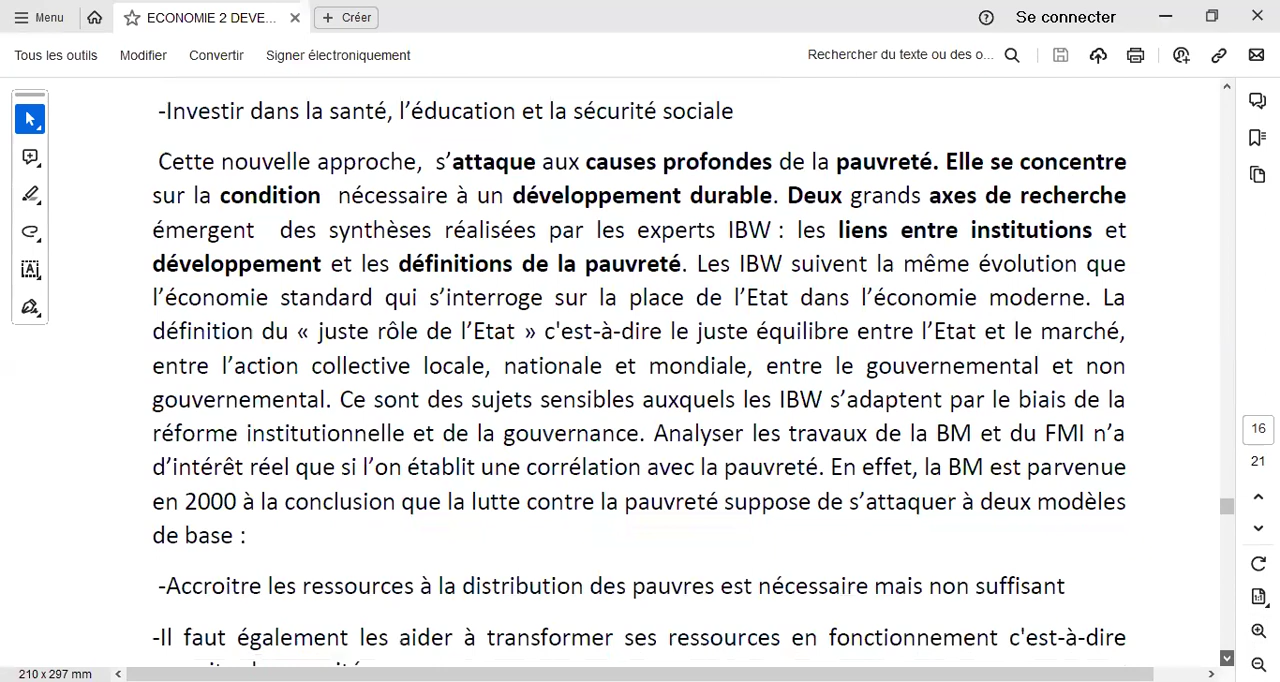 Menu
ECONOMIE 2 DEVE...
Créer
Se connecter
Tous les outils
Modifier
Convertir
Signer électroniquement
Rechercher du texte ou des o...
-Investir dans la santé, l’éducation et la sécurité sociale
Cette nouvelle approche, s’attaque aux causes profondes de la pauvreté. Elle se concentre
sur la condition nécessaire à un développement durable. Deux grands axes de recherche
émergent des synthèses réalisées par les experts IBW : les liens entre institutions et
développement et les définitions de la pauvreté. Les IBW suivent la même évolution que
l’économie standard qui s’interroge sur la place de l’Etat dans l’économie moderne. La
définition du « juste rôle de l’Etat » c'est-à-dire le juste équilibre entre l’Etat et le marché,
entre l’action collective locale, nationale et mondiale, entre le gouvernemental et non
gouvernemental. Ce sont des sujets sensibles auxquels les IBW s’adaptent par le biais de la
réforme institutionnelle et de la gouvernance. Analyser les travaux de la BM et du FMI n’a
d’intérêt réel que si l’on établit une corrélation avec la pauvreté. En effet, la BM est parvenue
en 2000 à la conclusion que la lutte contre la pauvreté suppose de s’attaquer à deux modèles
de base :
-Accroitre les ressources à la distribution des pauvres est nécessaire mais non suffisant
-Il faut également les aider à transformer ses ressources en fonctionnement c'est-à-dire
16
21
210 x 297 mm